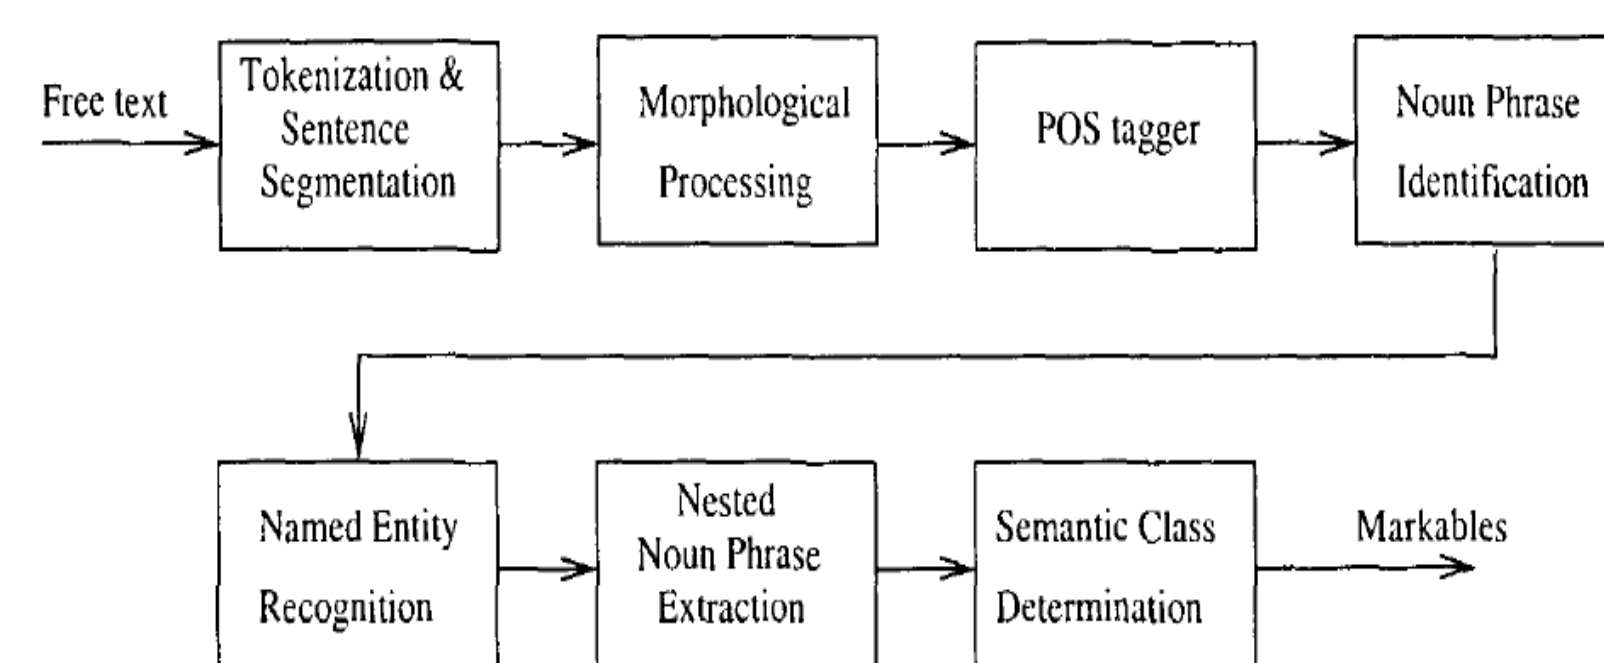 Free text
Tokenization &
Sentence
Segmentation
Morphological
Processing
POS tagger
Noun Phrase
Identification
Named Entity
Recognition
Nested
Noun Phrase
Extraction
Semantic Class
Determination
Markables